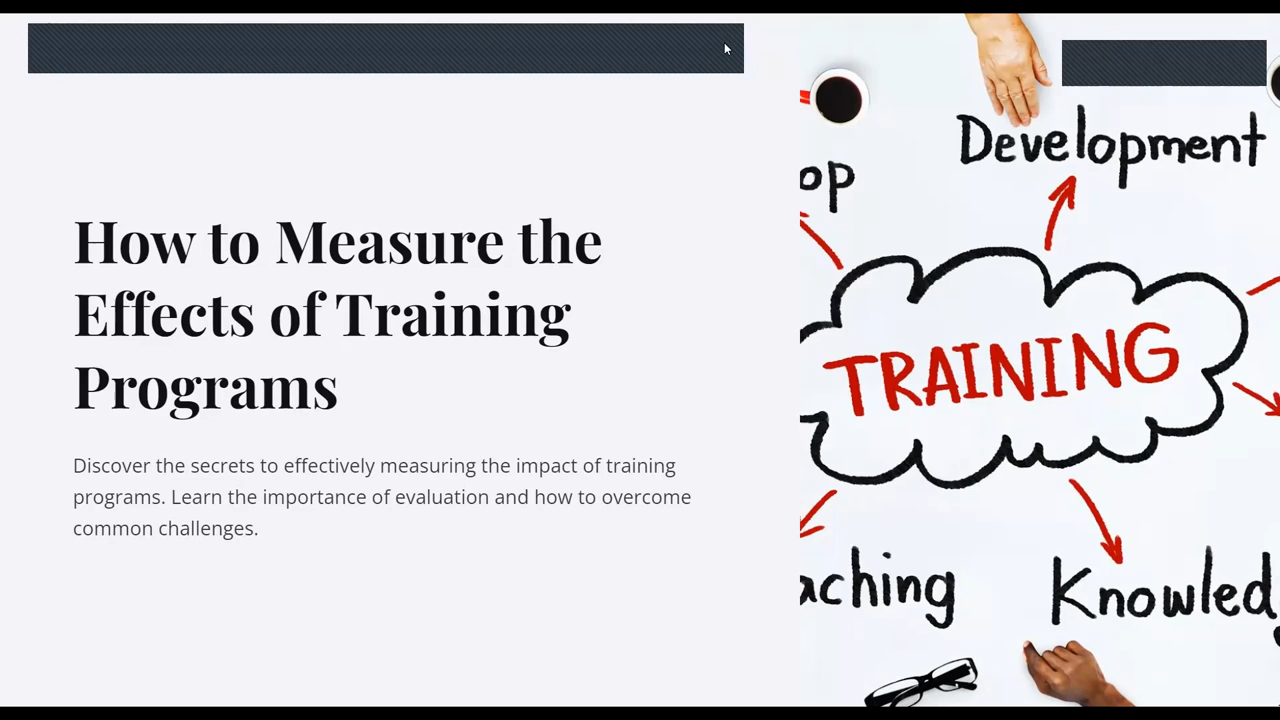 How to Measure the
Effects of Training
Programs
Discover the secrets to effectively measuring the impact of training
programs. Learn the importance of evaluation and how to overcome
common challenges.
Development
op
TRAINING
aching
Knowled